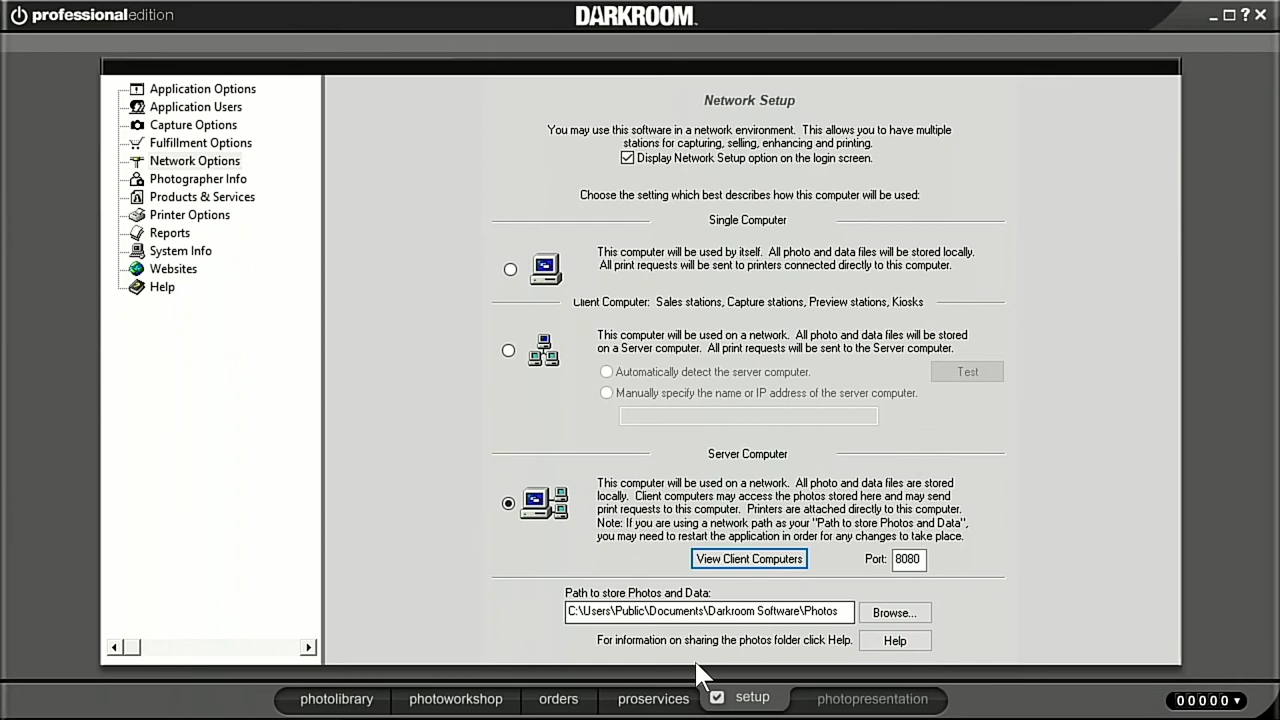 professionaledition
DARKROOM
Application Options
Application Users
Capture Options
Fulfillment Options
Network Options
Photographer Info
Products & Services
Printer Options
Reports
System Info
Websites
Help
Network Setup
You may use this software in a network environment. This allows you to have multiple
stations for capturing, selling, enhancing and printing.
Display Network Setup option on the login screen.
Choose the setting which best describes how this computer will be used:
Single Computer
This computer will be used by itself. All photo and data files will be stored locally.
All print requests will be sent to printers connected directly to this computer.
Client Computer: Sales stations, Capture stations, Preview stations, Kiosks
This computer will be used on a network. All photo and data files will be stored
on a Server computer. All print requests will be sent to the Server computer.
Automatically detect the server computer.
Test
Manually specify the name or IP address of the server computer.
Server Computer
This computer will be used on a network. All photo and data files are stored
locally. Client computers may access the photos stored here and may send
print requests to this computer. Printers are attached directly to this computer.
Note: If you are using a network path as your "Path to store Photos and Data",
you may need to restart the application in order for any changes to take place.
View Client Computers
Port: 8080
Path to store Photos and Data:
C:\Users\Public\Documents\Darkroom Software\Photos
Browse...
For information on sharing the photos folder click Help.
Help
photolibrary
photoworkshop
orders
proservices
setup
photopresentation
00000